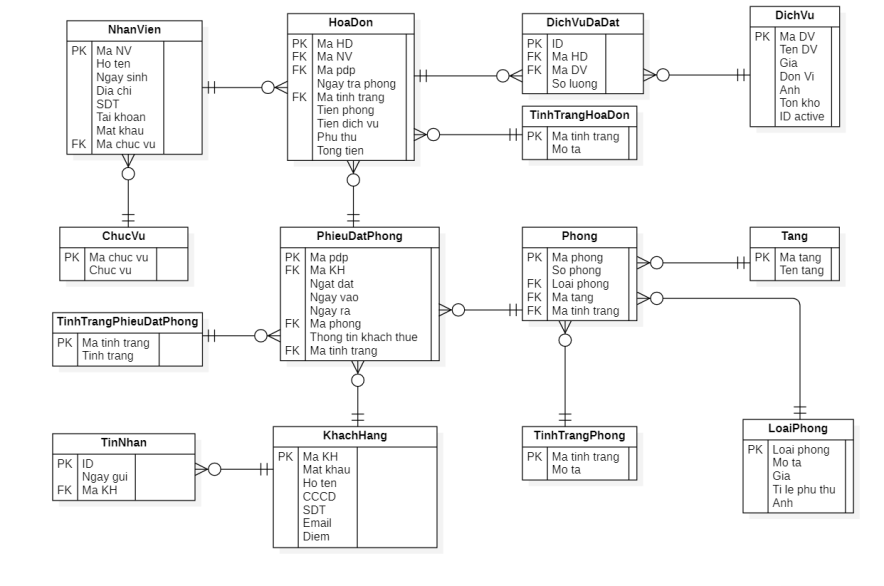 NhanVien
PK Ma NV
Ho ten
Ngay sinh
Dia chi
SDT
Tai khoan
Mat khau
FK Ma chuc vu
HoaDon
PK Ma HD
FK Ma NV
FK Ma pdp
Ngay tra phong
FK Ma tinh trang
Tien phong
Tien dich vu
Phu thu
Tong tien
DichVuDaDat
PK ID
FK Ma HD
FK Ma DV
So luong
DichVu
PK Ma DV
Ten DV
Gia
Don Vi
Anh
Ton kho
ID active
TinhTrangHoaDon
PK Ma tinh trang
Mo ta
ChucVu
PK Ma chuc vu
Chuc vu
PhieuDatPhong
PK Ma pdp
FK Ma KH
Ngat dat
Ngay vao
Ngay ra
FK Ma phong
Thong tin khach thue
FK Ma tinh trang
Phong
PK Ma phong
So phong
FK Loai phong
FK Ma tang
FK Ma tinh trang
Tang
PK Ma tang
Ten tang
TinhTrangPhieuDatPhong
PK Ma tinh trang
Tinh trang
TinNhan
PK ID
Ngay gui
FK Ma KH
KhachHang
PK Ma KH
Mat khau
Ho ten
CCCD
SDT
Email
Diem
TinhTrangPhong
PK Ma tinh trang
Mo ta
LoaiPhong
PK Loai phong
Mo ta
Gia
Ti le phu thu
Anh